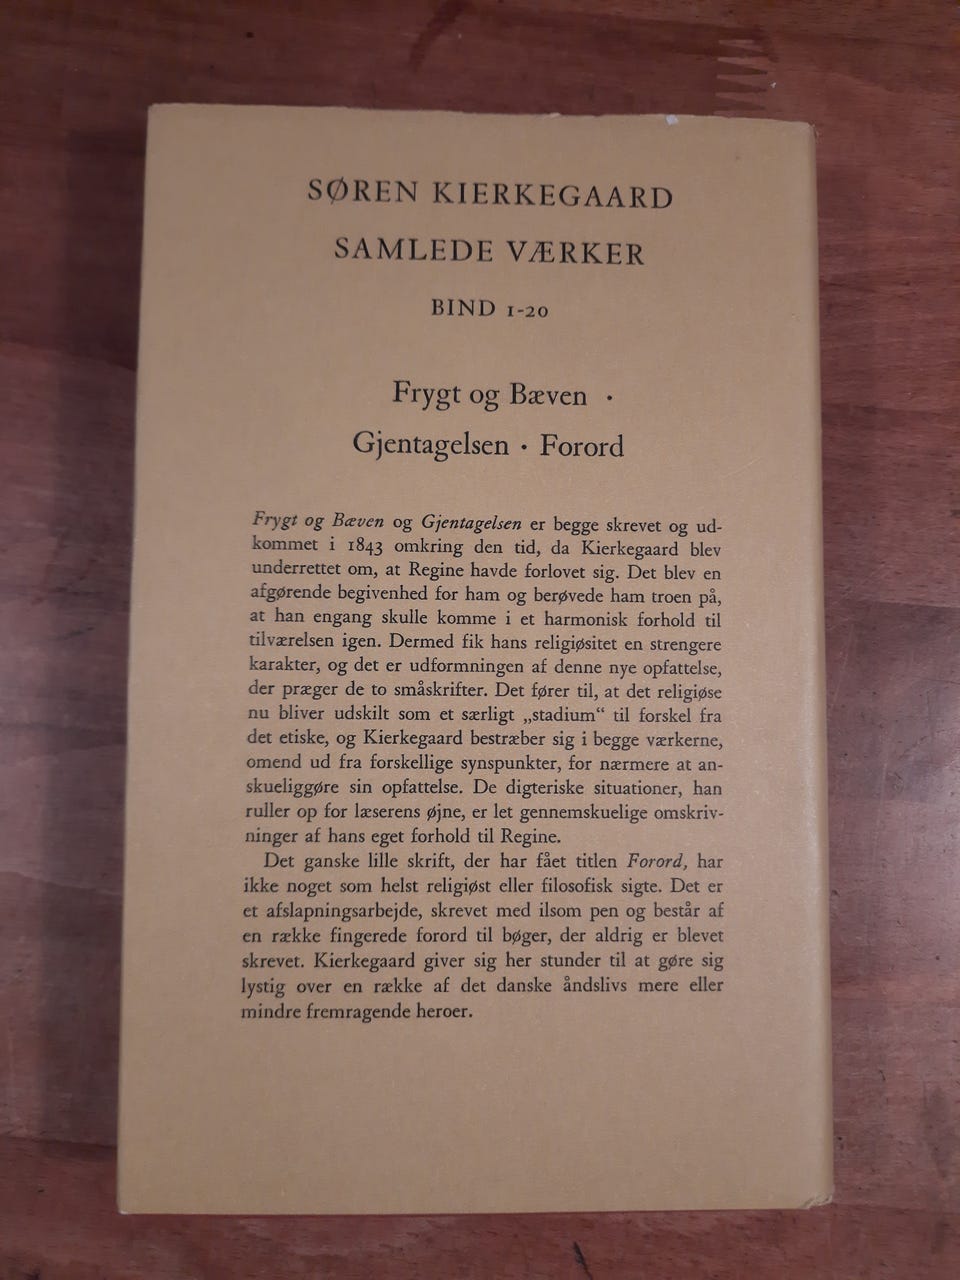 SØREN KIERKEGAARD
SAMLEDE VÆRKER
BIND 1-20
Frygt og Bæven ·
Gjentagelsen · Forord
Frygt og Bæven og Gjentagelsen er begge skrevet og ud-
kommet i 1843 omkring den tid, da Kierkegaard blev
underrettet om, at Regine havde forlovet sig. Det blev en
afgørende begivenhed for ham og berøvede ham troen på,
at han engang skulle komme i et harmonisk forhold til
tilværelsen igen. Dermed fik hans religiøsitet en strengere
karakter, og det er udformningen af denne nye opfattelse,
der præger de to småskrifter. Det fører til, at det religiøse
nu bliver udskilt som et særligt „stadium“ til forskel fra
det etiske, og Kierkegaard bestræber sig i begge værkerne,
omend ud fra forskellige synspunkter, for nærmere at an-
skueliggøre sin opfattelse. De digteriske situationer, han
ruller op for læserens øjne, er let gennemskuelige omskriv-
ninger af hans eget forhold til Regine.
Det ganske lille skrift, der har fået titlen Forord, har
ikke noget som helst religiøst eller filosofisk sigte. Det er
et afslapningsarbejde, skrevet med ilsom pen og består af
en række fingerede forord til bøger, der aldrig er blevet
skrevet. Kierkegaard giver sig her stunder til at gøre sig
lystig over en række af det danske åndslivs mere eller
mindre fremragende heroer.